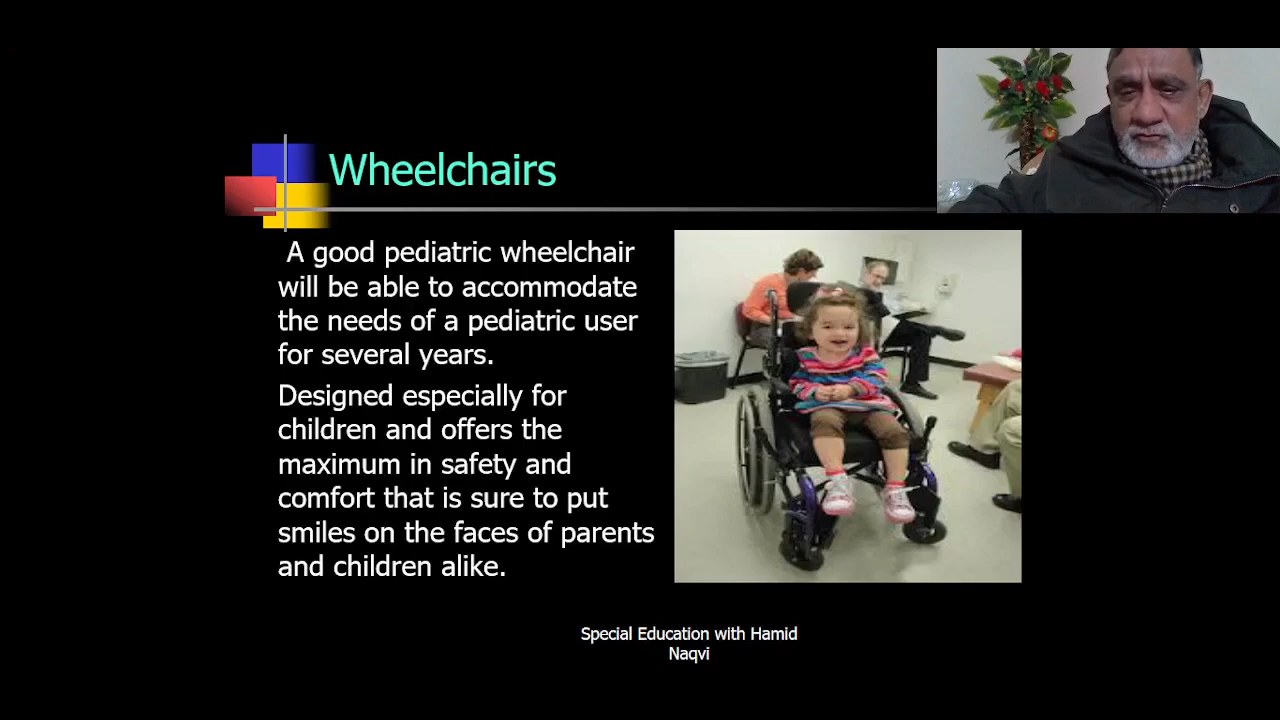 Wheelchairs
A good pediatric wheelchair
will be able to accommodate
the needs of a pediatric user
for several years.
Designed especially for
children and offers the
maximum in safety and
comfort that is sure to put
smiles on the faces of parents
and children alike.
Special Education with Hamid
Naqvi